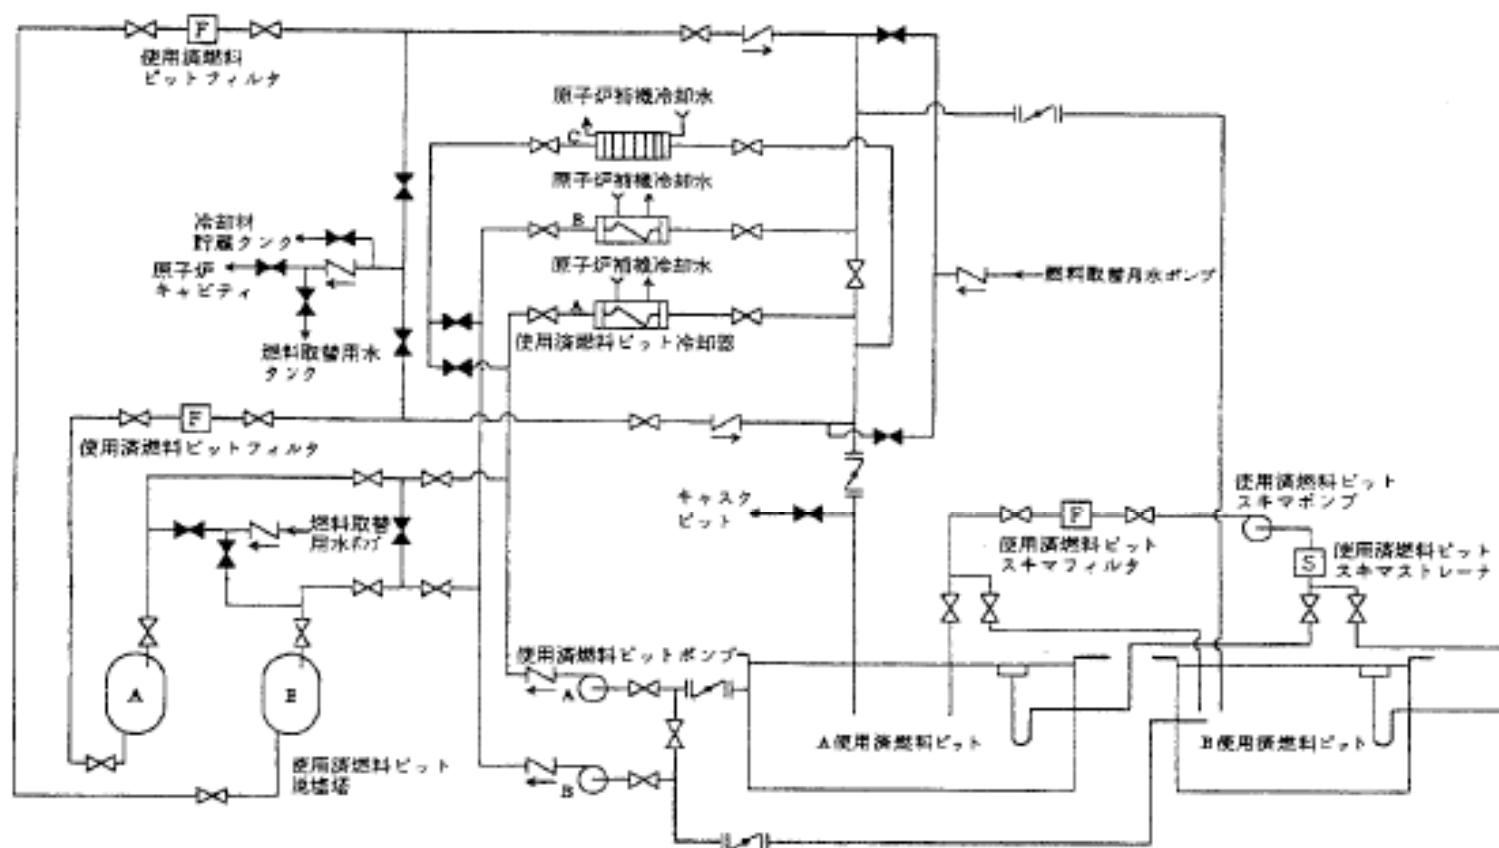 F
使用済燃料
ピットフィルタ
原子炉補機冷却水
C
原子炉補機冷却水
B
冷却材
貯蔵タンク
原子炉
キャビティ
原子炉補機冷却水
A
燃料取替用水ポンプ
使用済燃料ピット冷却器
燃料取替用水
タンク
F
使用済燃料ピットフィルタ
キャスク
ピット
使用済燃料ピット
スキマポンプ
F
燃料取替
用水ポンプ
使用済燃料ピット
スキマフィルタ
S
使用済燃料ピット
スキマストレーナ
使用済燃料ピットポンプ
A
A
B
A使用済燃料ピット
B使用済燃料ピット
使用済燃料ピット
脱塩塔
B